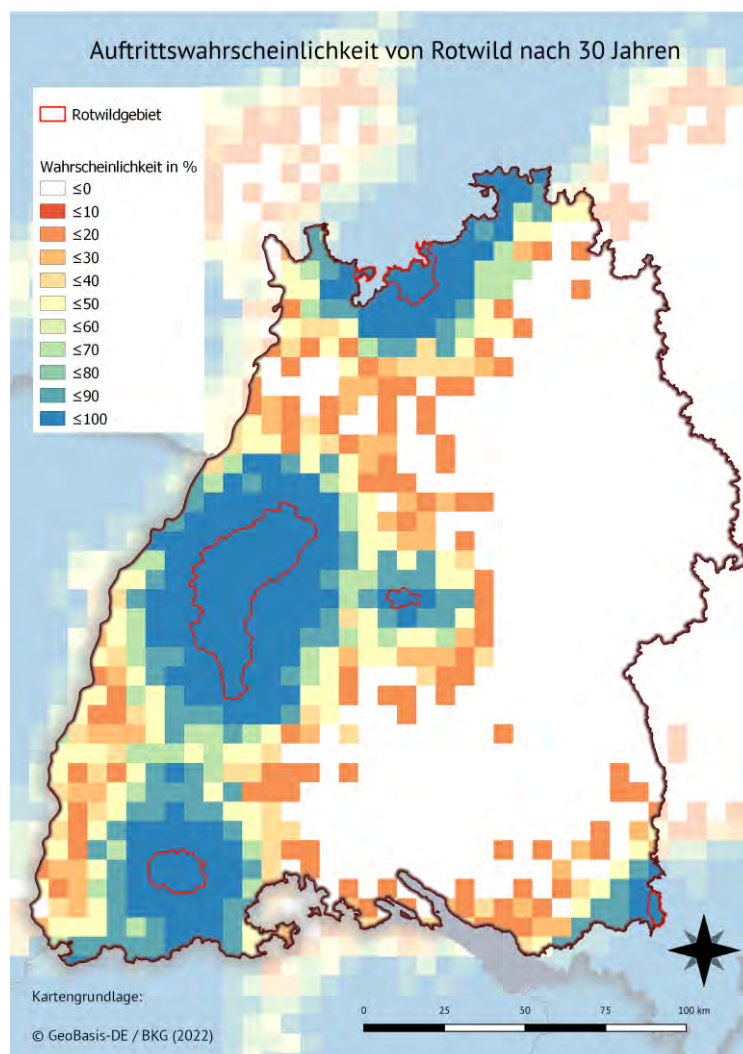 Auftrittswahrscheinlichkeit von Rotwild nach 30 Jahren
Rotwildgebiet
Wahrscheinlichkeit in %
≤0
≤10
≤20
≤30
≤40
≤50
≤60
≤70
≤80
≤90
≤100
Kartengrundlage:
© GeoBasis-DE / BKG (2022)
0 25 50 75 100 km